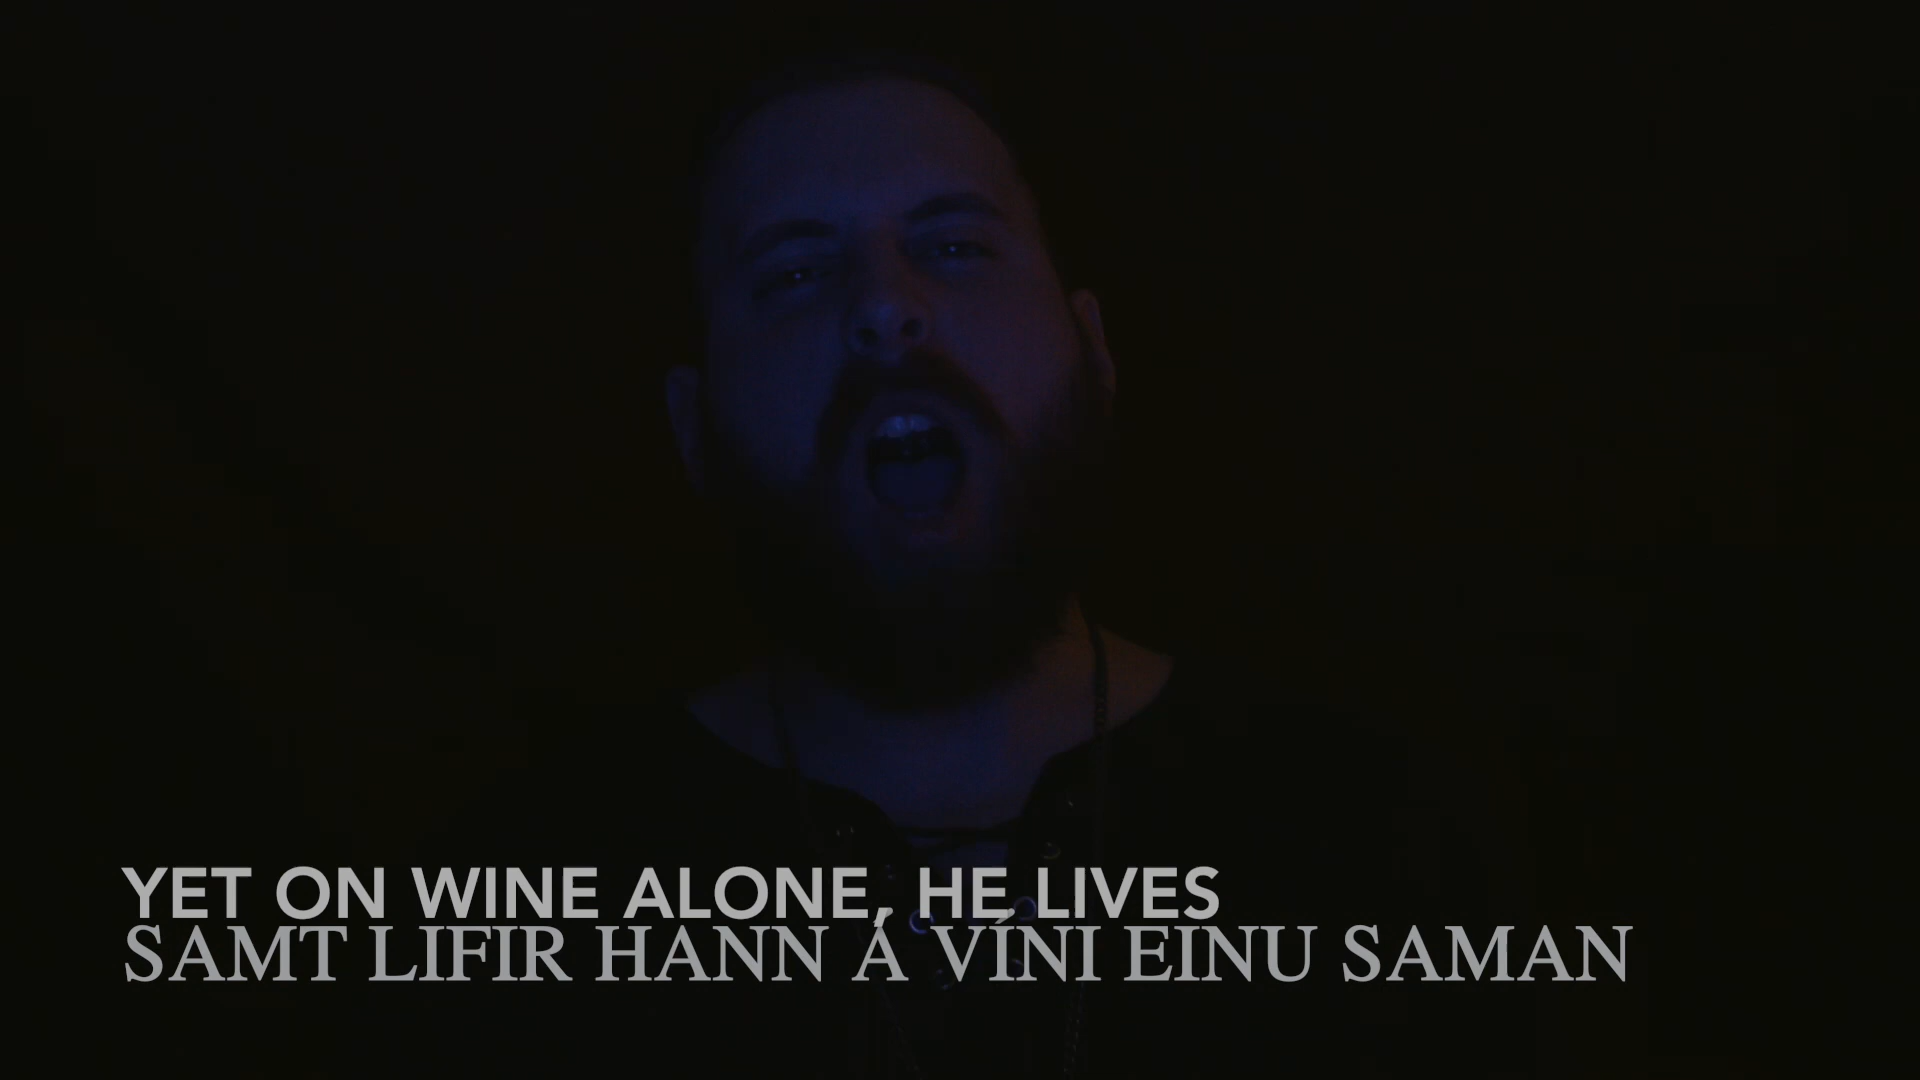 YET ON WINE ALONE, HE LIVES
SAMT LIFIR HANN Á VÍNI EINU SAMAN